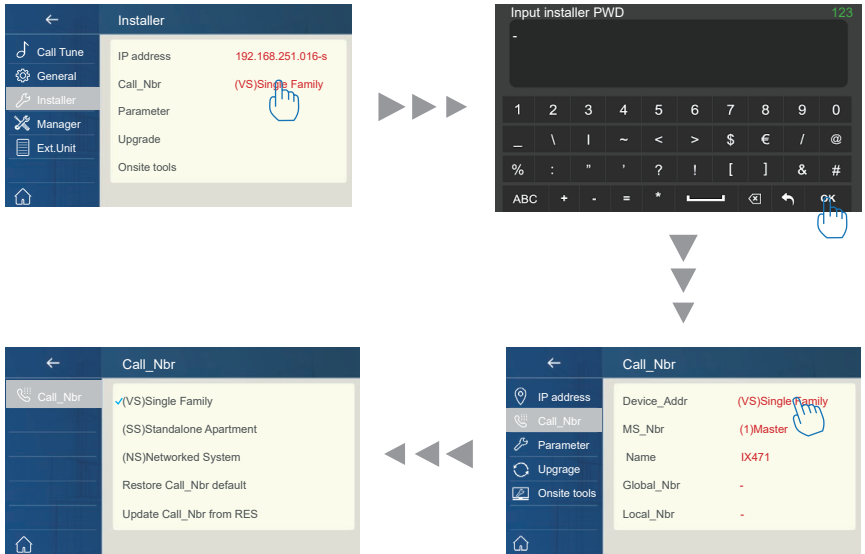 Installer
Call Tune
General
Installer
Manager
Ext.Unit
IP address 192.168.251.016-s
Call_Nbr (VS)Single Family
Parameter
Upgrade
Onsite tools
Input installer PWD 123
-
1 2 3 4 5 6 7 8 9 0
_ \ | ~ < > $ € / @
% : " ' ? ! [ ] & #
ABC + - = * OK
Call_Nbr
IP address
Call_Nbr
Parameter
Upgrage
Onsite tools
Device_Addr (VS)Single Family
MS_Nbr (1)Master
Name IX471
Global_Nbr -
Local_Nbr -
Call_Nbr
Call_Nbr
(VS)Single Family
(SS)Standalone Apartment
(NS)Networked System
Restore Call_Nbr default
Update Call_Nbr from RES